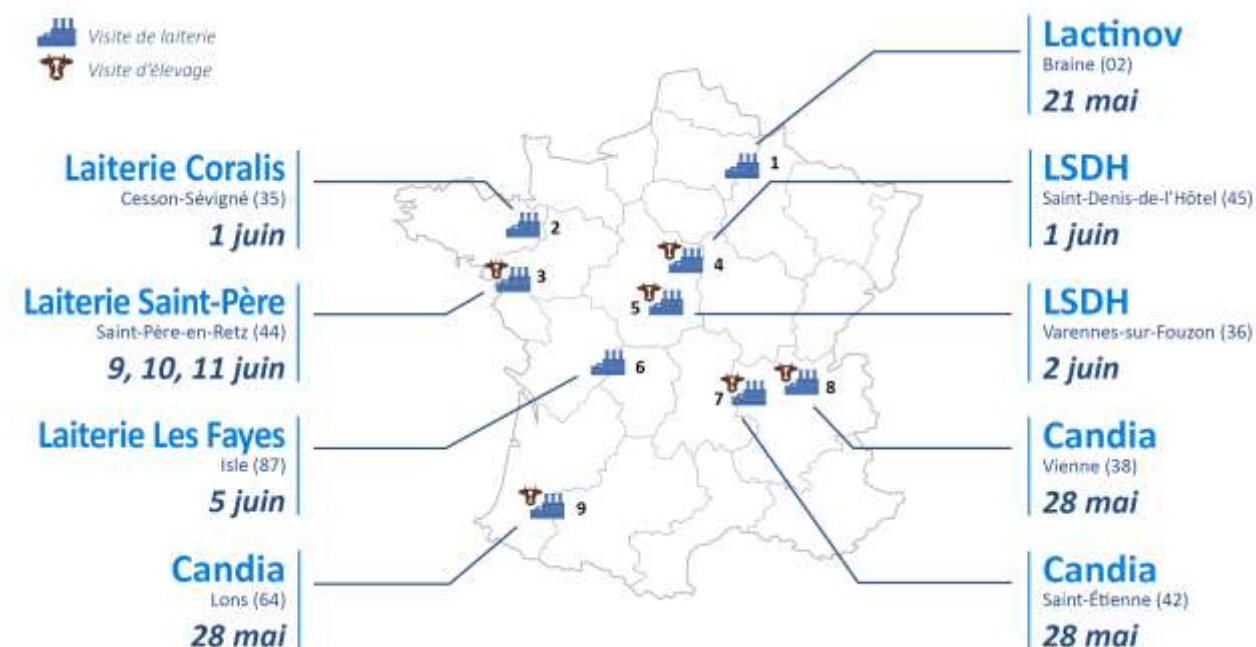 Visite de laiterie
Visite d'élevage
Laiterie Coralis
Cesson-Sévigné (35)
1 juin
Laiterie Saint-Père
Saint-Père-en-Retz (44)
9, 10, 11 juin
Laiterie Les Fayes
Isle (87)
5 juin
Candia
Lons (64)
28 mai
1
2
3
4
5
6
7
8
9
Lactinov
Braine (02)
21 mai
LSDH
Saint-Denis-de-l'Hôtel (45)
1 juin
LSDH
Varennes-sur-Fouzon (36)
2 juin
Candia
Vienne (38)
28 mai
Candia
Saint-Étienne (42)
28 mai